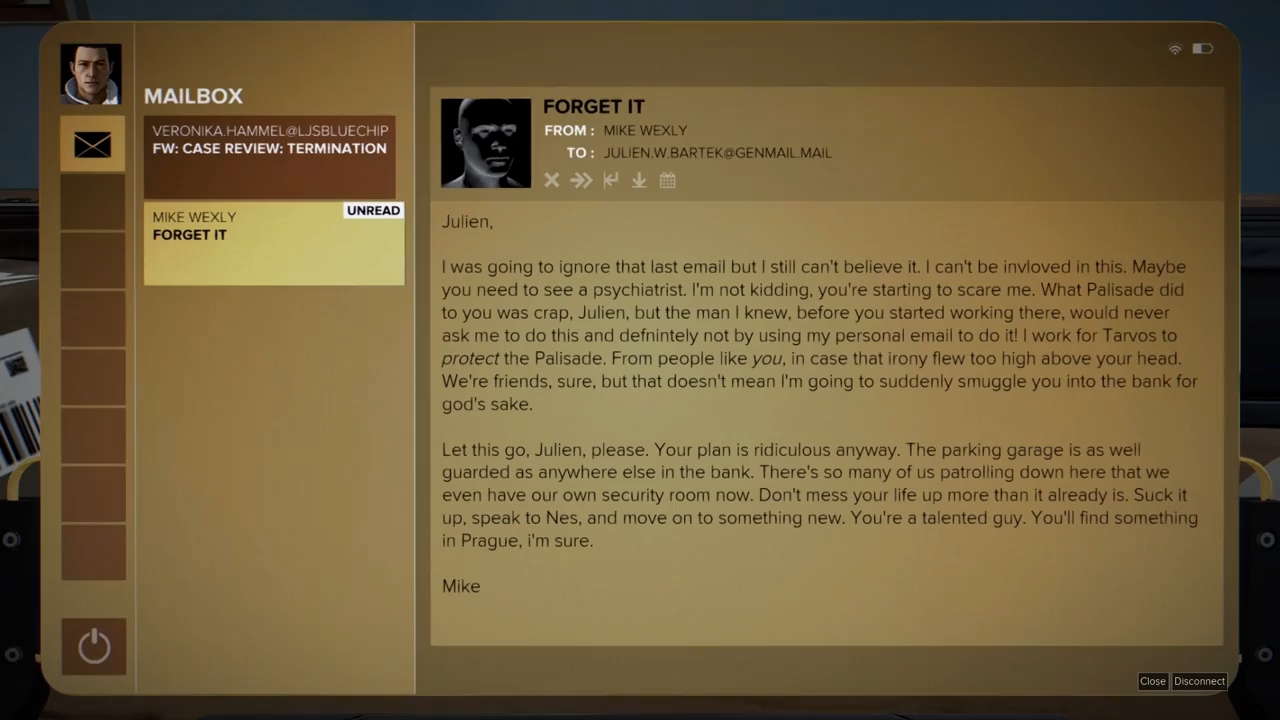 MAILBOX
VERONIKA.HAMMEL@LJSBLUECHIP
FW: CASE REVIEW: TERMINATION
MIKE WEXLY
UNREAD
FORGET IT
FORGET IT
FROM : MIKE WEXLY
TO : JULIEN.W.BARTEK@GENMAIL.MAIL
Julien,
I was going to ignore that last email but I still can't believe it. I can't be invloved in this. Maybe
you need to see a psychiatrist. I'm not kidding, you're starting to scare me. What Palisade did
to you was crap, Julien, but the man I knew, before you started working there, would never
ask me to do this and defnintely not by using my personal email to do it! I work for Tarvos to
protect the Palisade. From people like you, in case that irony flew too high above your head.
We're friends, sure, but that doesn't mean I'm going to suddenly smuggle you into the bank for
god's sake.
Let this go, Julien, please. Your plan is ridiculous anyway. The parking garage is as well
guarded as anywhere else in the bank. There's so many of us patrolling down here that we
even have our own security room now. Don't mess your life up more than it already is. Suck it
up, speak to Nes, and move on to something new. You're a talented guy. You'll find something
in Prague, i'm sure.
Mike
Close Disconnect